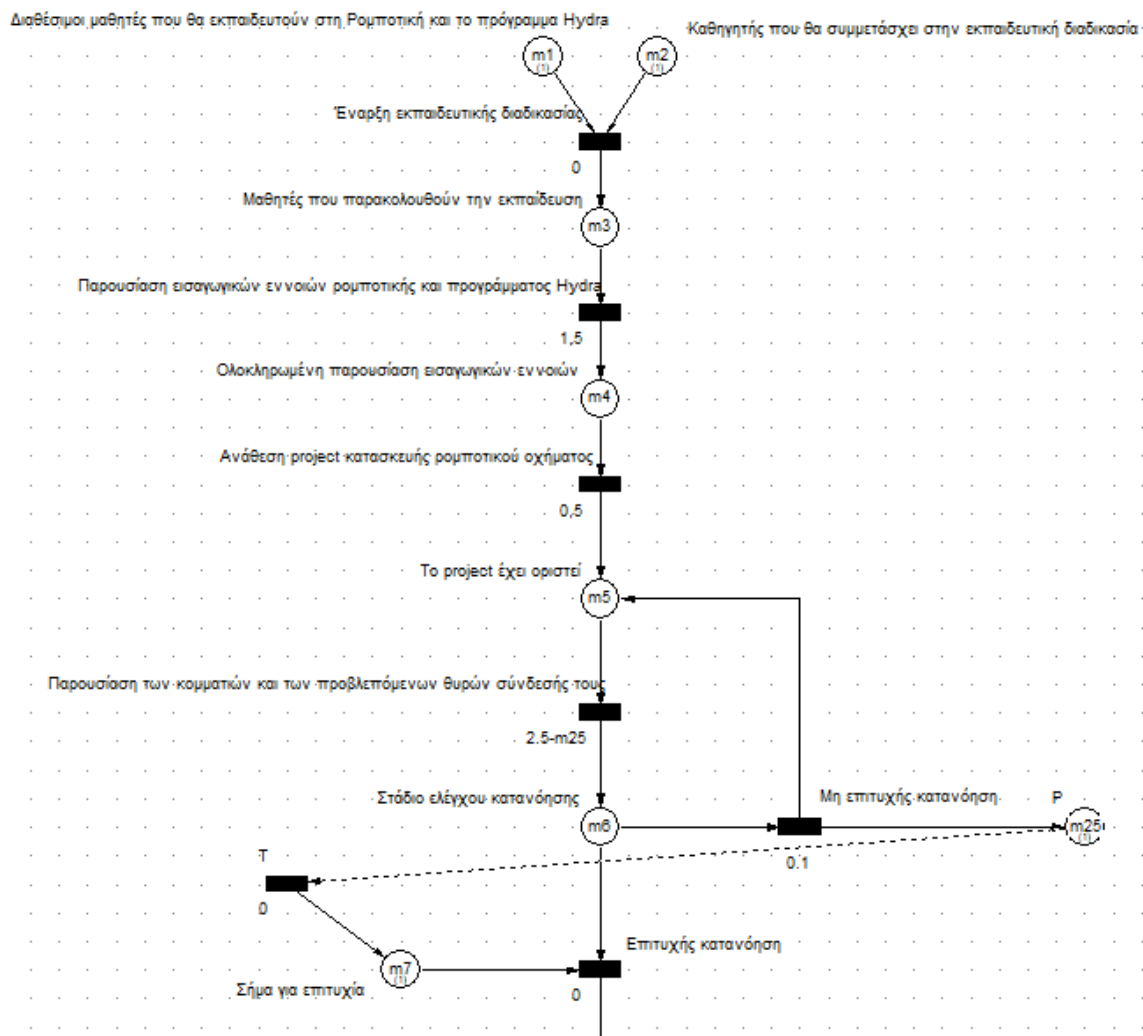 Διαθέσιμοι μαθητές που θα εκπαιδευτούν στη Ρομποτική και το πρόγραμμα Hydra
Καθηγητής που θα συμμετάσχει στην εκπαιδευτική διαδικασία
m1
(1)
m2
(1)
Έναρξη εκπαιδευτικής διαδικασίας
0
Μαθητές που παρακολουθούν την εκπαίδευση
m3
Παρουσίαση εισαγωγικών εννοιών ρομποτικής και προγράμματος Hydra
1,5
Ολοκληρωμένη παρουσίαση εισαγωγικών εννοιών
m4
Ανάθεση project κατασκευής ρομποτικού οχήματος
0,5
Το project έχει οριστεί
m5
Παρουσίαση των κομματιών και των προβλεπόμενων θυρών σύνδεσής τους
2.5-m25
Στάδιο ελέγχου κατανόησης
m6
Μη επιτυχής κατανόηση
0.1
P
m25
(1)
T
0
m7
(1)
Σήμα για επιτυχία
Επιτυχής κατανόηση
0